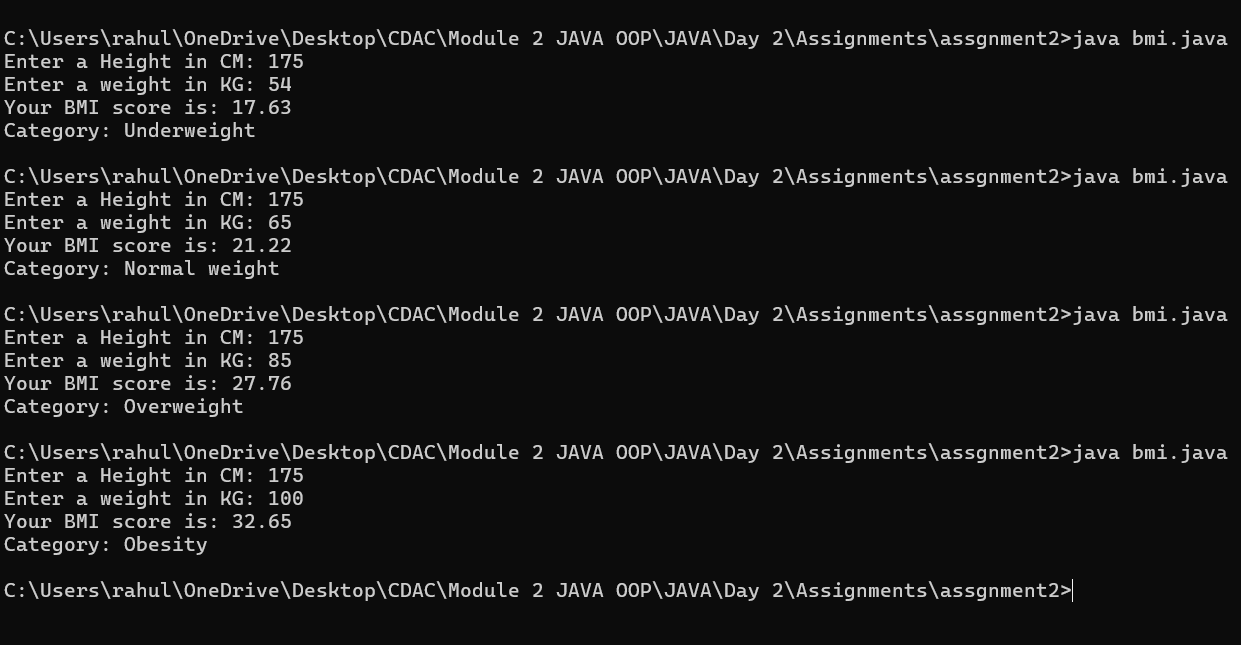 C:\Users\rahul\OneDrive\Desktop\CDAC\Module 2 JAVA OOP\JAVA\Day 2\Assignments\assgnment2>java bmi.java
Enter a Height in CM: 175
Enter a weight in KG: 54
Your BMI score is: 17.63
Category: Underweight
C:\Users\rahul\OneDrive\Desktop\CDAC\Module 2 JAVA OOP\JAVA\Day 2\Assignments\assgnment2>java bmi.java
Enter a Height in CM: 175
Enter a weight in KG: 65
Your BMI score is: 21.22
Category: Normal weight
C:\Users\rahul\OneDrive\Desktop\CDAC\Module 2 JAVA OOP\JAVA\Day 2\Assignments\assgnment2>java bmi.java
Enter a Height in CM: 175
Enter a weight in KG: 85
Your BMI score is: 27.76
Category: Overweight
C:\Users\rahul\OneDrive\Desktop\CDAC\Module 2 JAVA OOP\JAVA\Day 2\Assignments\assgnment2>java bmi.java
Enter a Height in CM: 175
Enter a weight in KG: 100
Your BMI score is: 32.65
Category: Obesity
C:\Users\rahul\OneDrive\Desktop\CDAC\Module 2 JAVA OOP\JAVA\Day 2\Assignments\assgnment2>